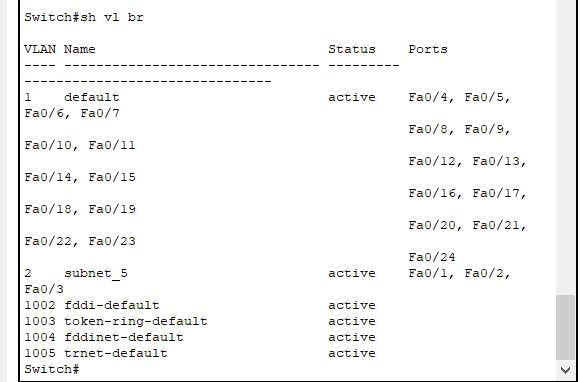 Switch#sh vl br
VLAN Name Status Ports
---- -------------------------------- ---------
-------------------------------
1 default active Fa0/4, Fa0/5,
Fa0/6, Fa0/7
Fa0/8, Fa0/9,
Fa0/10, Fa0/11
Fa0/12, Fa0/13,
Fa0/14, Fa0/15
Fa0/16, Fa0/17,
Fa0/18, Fa0/19
Fa0/20, Fa0/21,
Fa0/22, Fa0/23
Fa0/24
2 subnet_5 active Fa0/1, Fa0/2,
Fa0/3
1002 fddi-default active
1003 token-ring-default active
1004 fddinet-default active
1005 trnet-default active
Switch#